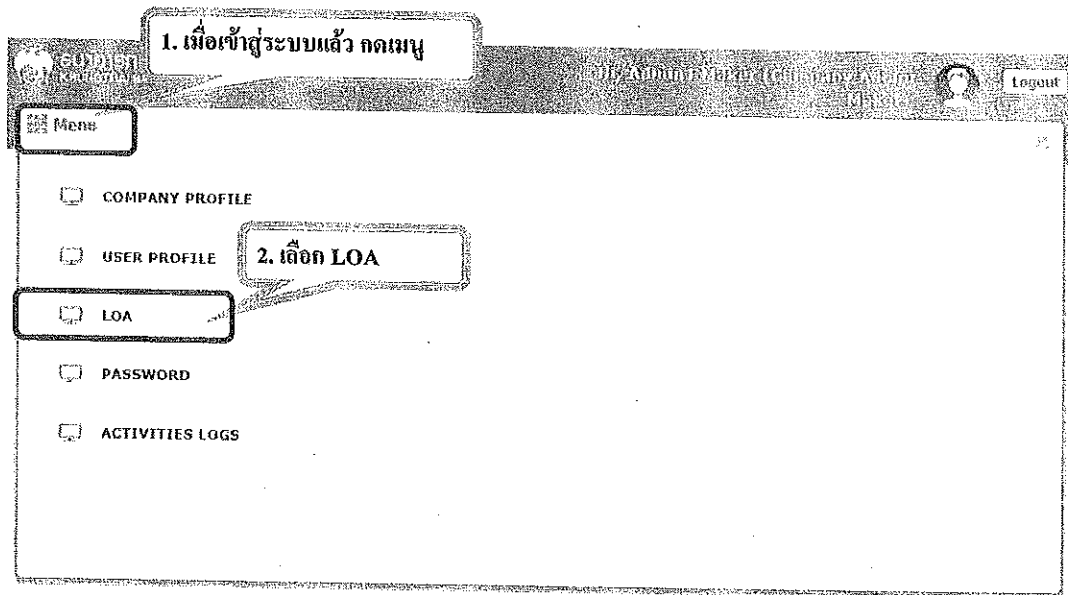 1. เมื่อเข้าสู่ระบบแล้ว กดเมนู
Logout
Menu
COMPANY PROFILE
USER PROFILE
2. เลือก LOA
LOA
PASSWORD
ACTIVITIES LOGS